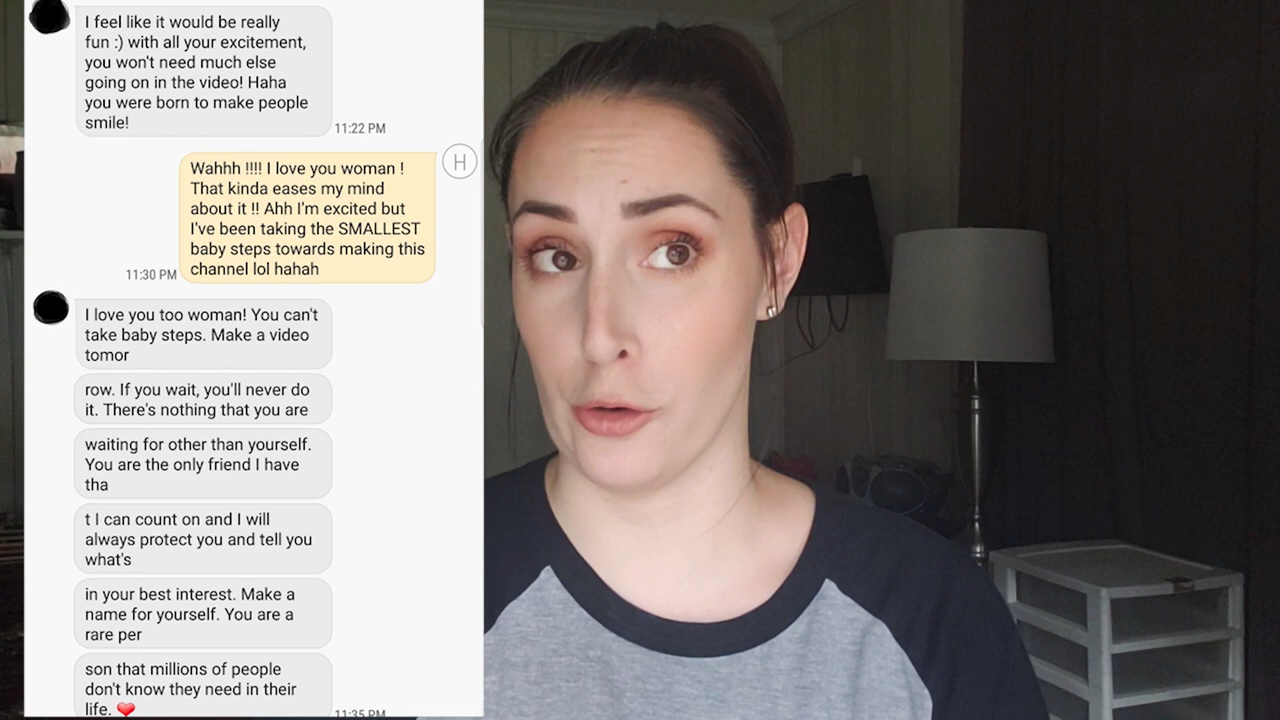 I feel like it would be really
fun :) with all your excitement,
you won't need much else
going on in the video! Haha
you were born to make people
smile!
11:22 PM
H
Wahhh !!!! I love you woman !
That kinda eases my mind
about it !! Ahh I'm excited but
I've been taking the SMALLEST
baby steps towards making this
channel lol hahah
11:30 PM
I love you too woman! You can't
take baby steps. Make a video
tomor
row. If you wait, you'll never do
it. There's nothing that you are
waiting for other than yourself.
You are the only friend I have
tha
t I can count on and I will
always protect you and tell you
what's
in your best interest. Make a
name for yourself. You are a
rare per
son that millions of people
don't know they need in their
life. ❤️
11:35 PM